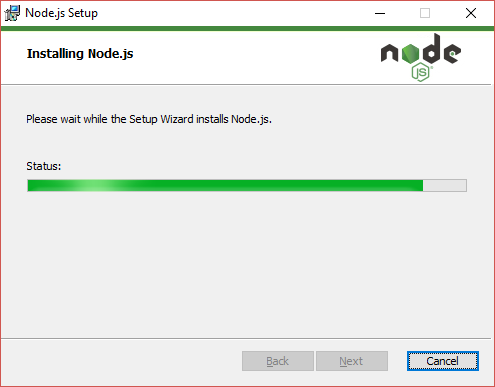 Node.js Setup
Installing Node.js
node
JS
Please wait while the Setup Wizard installs Node.js.
Status:
Back
Next
Cancel